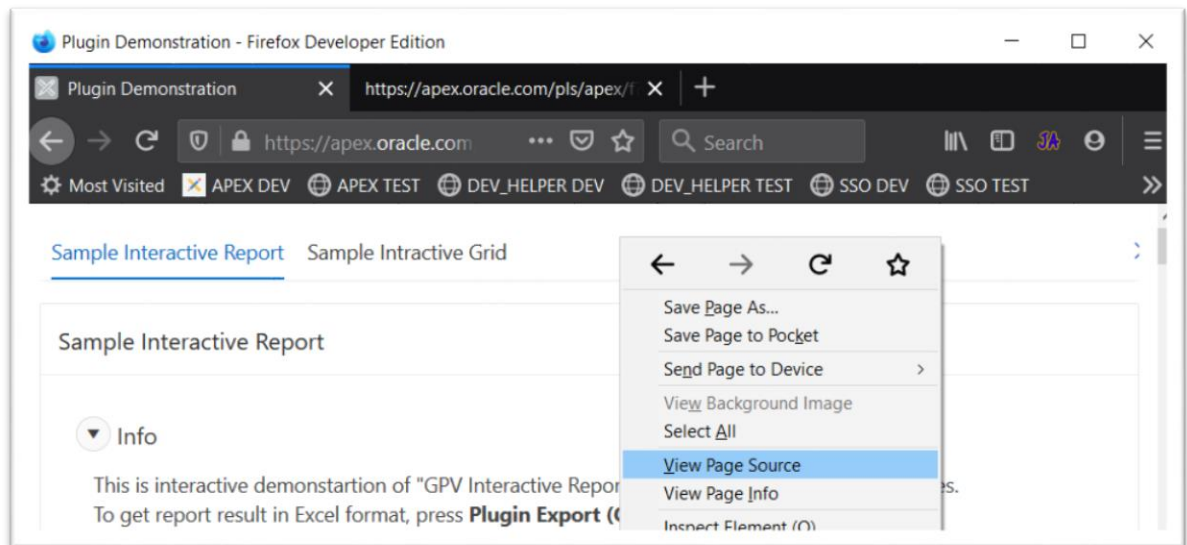 Plugin Demonstration - Firefox Developer Edition
Plugin Demonstration
https://apex.oracle.com/pls/apex/f
https://apex.oracle.com
Search
Most Visited APEX DEV APEX TEST DEV_HELPER DEV DEV_HELPER TEST SSO DEV SSO TEST
Sample Interactive Report Sample Intractive Grid
Save Page As...
Save Page to Pocket
Send Page to Device
View Background Image
Select All
View Page Source
View Page Info
Inspect Element (Q)
Sample Interactive Report
Info
This is interactive demonstartion of "GPV Interactive Repor
To get report result in Excel format, press Plugin Export (